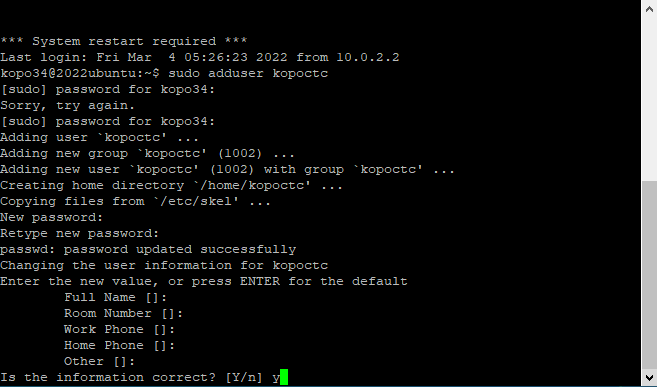 *** System restart required ***
Last login: Fri Mar  4 05:26:23 2022 from 10.0.2.2
kopo34@2022ubuntu:~$ sudo adduser kopoctc
[sudo] password for kopo34:
Sorry, try again.
[sudo] password for kopo34:
Adding user `kopoctc' ...
Adding new group `kopoctc' (1002) ...
Adding new user `kopoctc' (1002) with group `kopoctc' ...
Creating home directory `/home/kopoctc' ...
Copying files from `/etc/skel' ...
New password:
Retype new password:
passwd: password updated successfully
Changing the user information for kopoctc
Enter the new value, or press ENTER for the default
        Full Name []:
        Room Number []:
        Work Phone []:
        Home Phone []:
        Other []:
Is the information correct? [Y/n] y